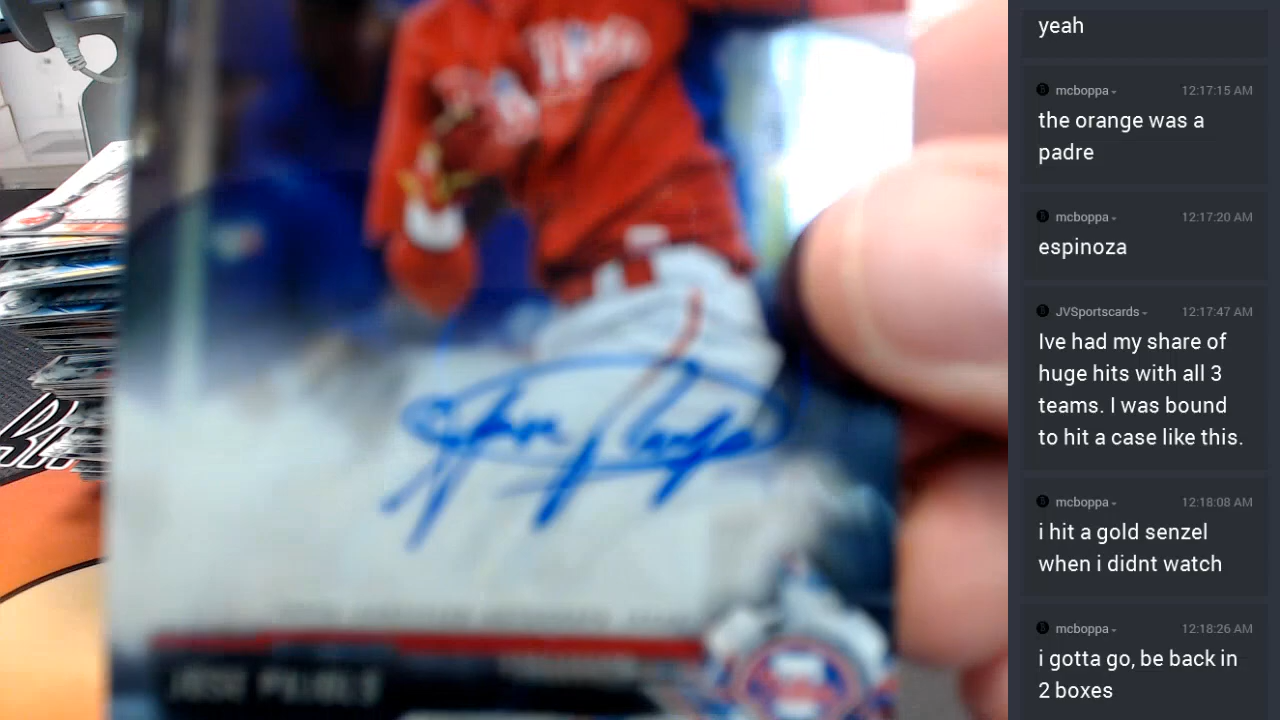 yeah
mcboppa 12:17:15 AM
the orange was a
padre
mcboppa 12:17:20 AM
espinoza
JVSportscards 12:17:47 AM
Ive had my share of
huge hits with all 3
teams. I was bound
to hit a case like this.
mcboppa 12:18:08 AM
i hit a gold senzel
when i didnt watch
mcboppa 12:18:26 AM
i gotta go, be back in
2 boxes